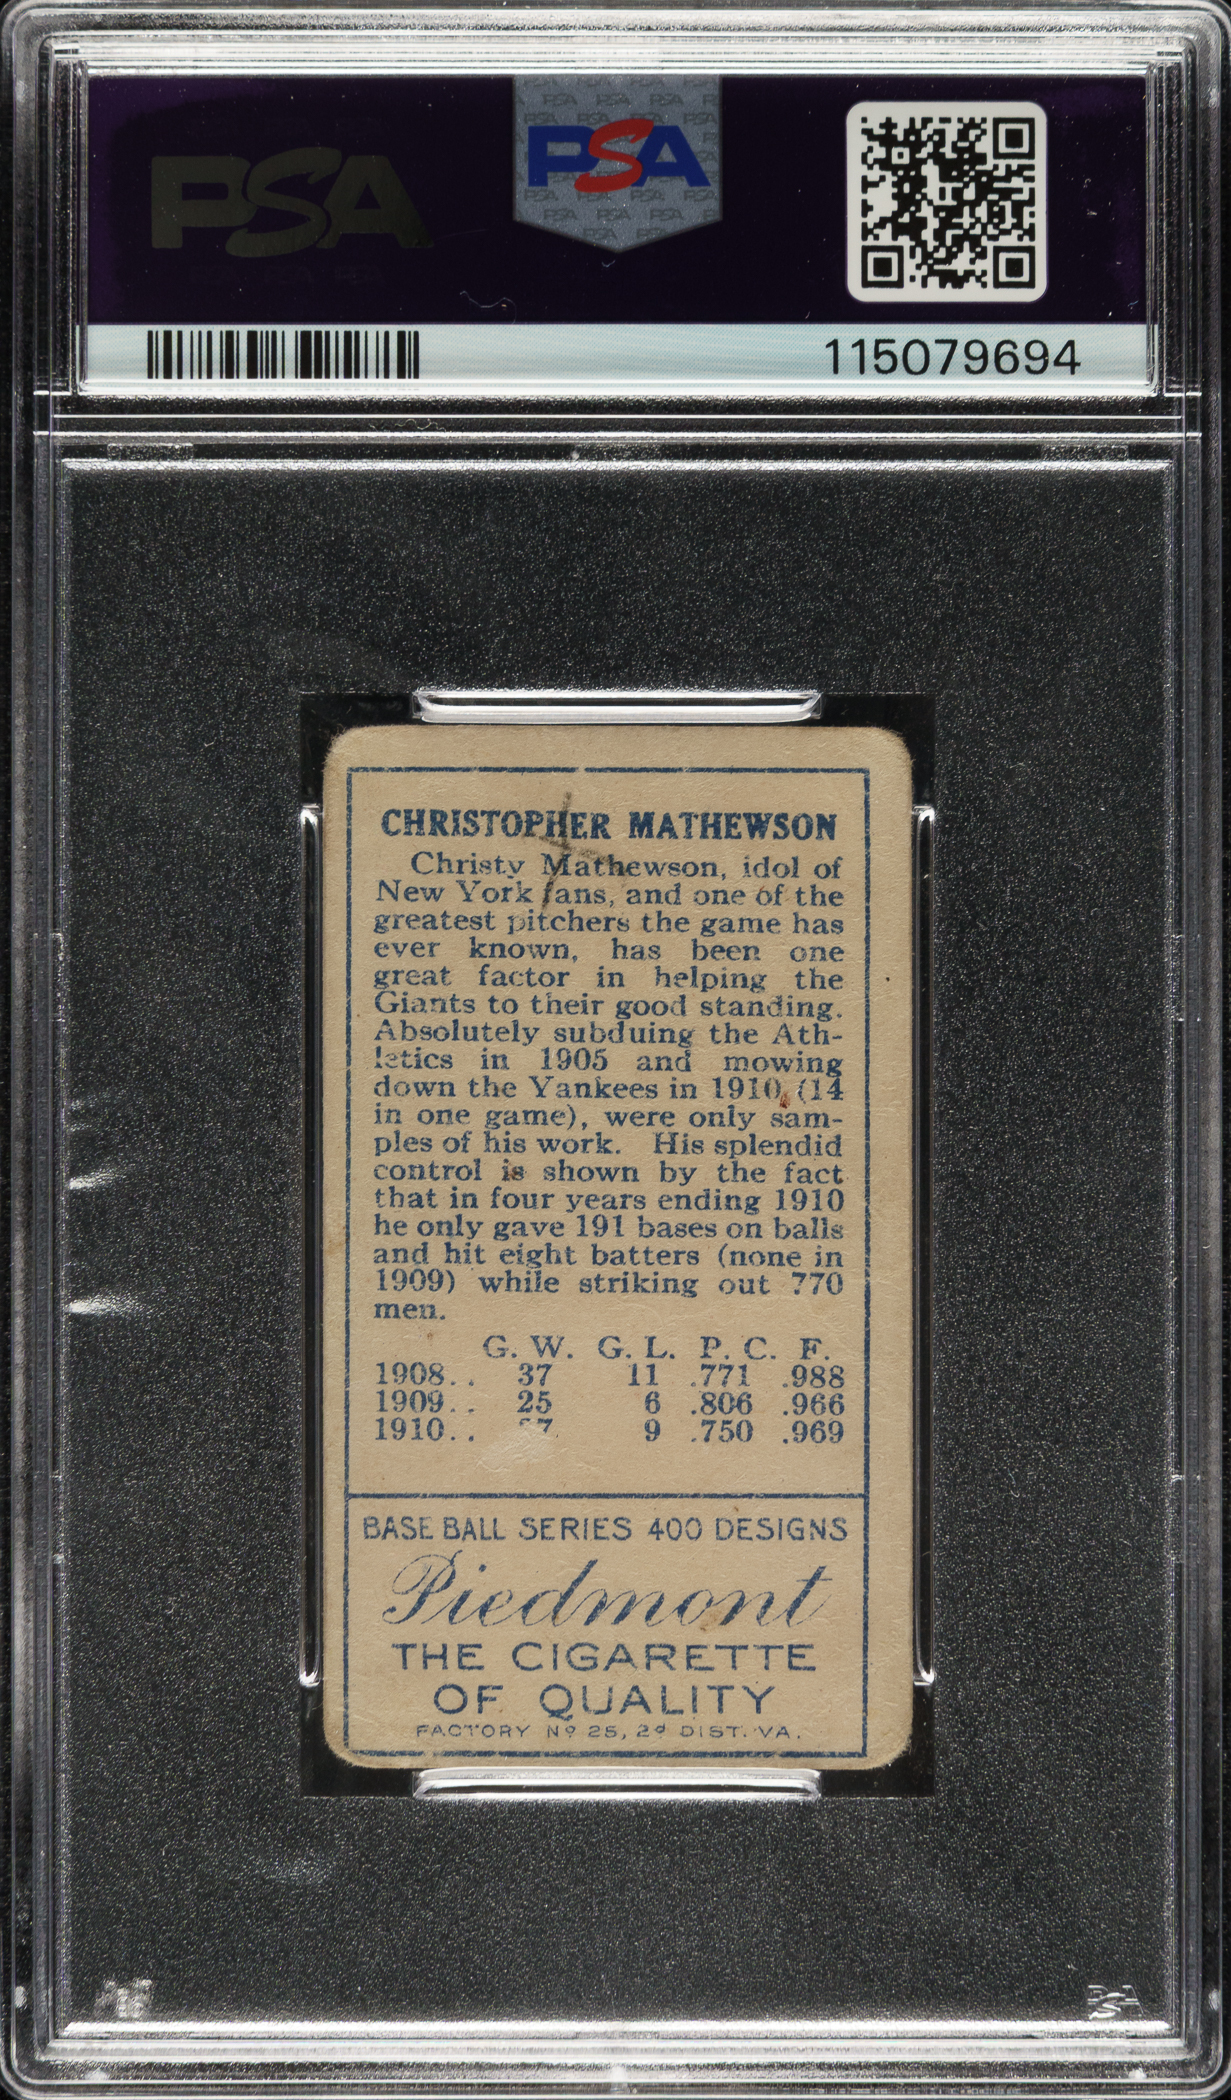 PSA
PSA
115079694
CHRISTOPHER MATHEWSON
Christy Mathewson, idol of
New York fans, and one of the
greatest pitchers the game has
ever known, has been one
great factor in helping the
Giants to their good standing.
Absolutely subduing the Ath-
letics in 1905 and mowing
down the Yankees in 1910, (14
in one game), were only sam-
ples of his work. His splendid
control is shown by the fact
that in four years ending 1910
he only gave 191 bases on balls
and hit eight batters (none in
1909) while striking out 770
men.
G. W. G. L. P. C. F.
1908.. 37 11 .771 .988
1909.. 25 6 .806 .966
1910.. 9 .750 .969
BASE BALL SERIES 400 DESIGNS
Piedmont
THE CIGARETTE
OF QUALITY
FACTORY Nº 25, 2d DIST. VA.
PSA